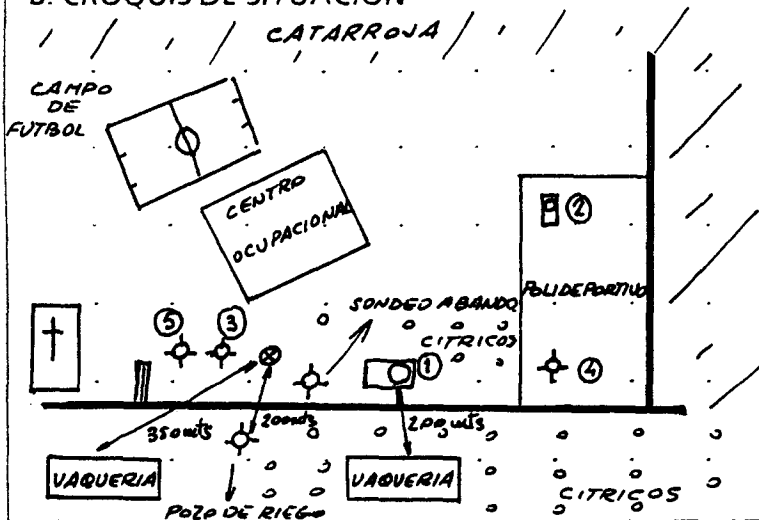 B. CROQUIS DE SITUACIÓN
CATARROJA
CAMPO
DE
FUTBOL
CENTRO
OCUPACIONAL
2
POLIDEPORTIVO
SONDEO ABANDO
CITRICOS
5
3
1
4
350 mts
200 mts
200 mts
VAQUERIA
VAQUERIA
POZO DE RIEGO
CITRICOS